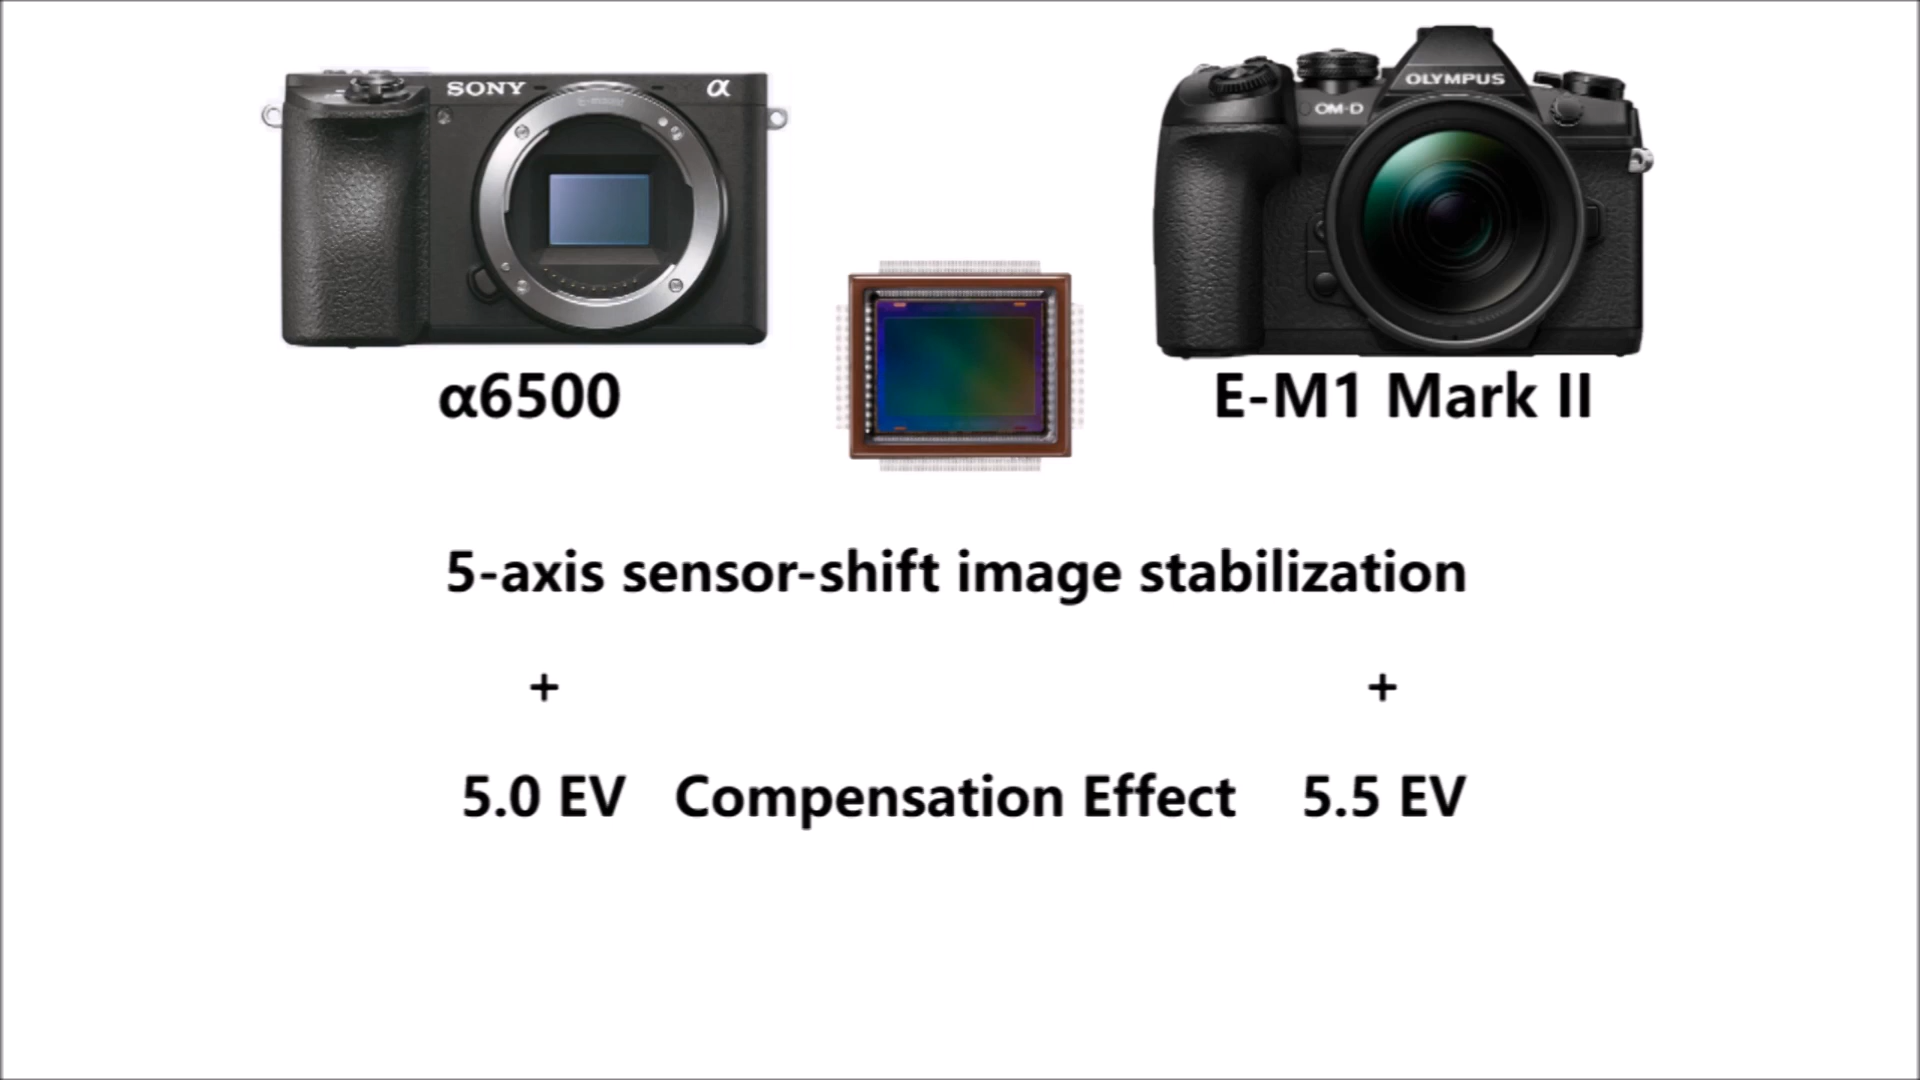 SONY α
OLYMPUS
OM-D
α6500
E-M1 Mark II
5-axis sensor-shift image stabilization
+ +
5.0 EV Compensation Effect 5.5 EV